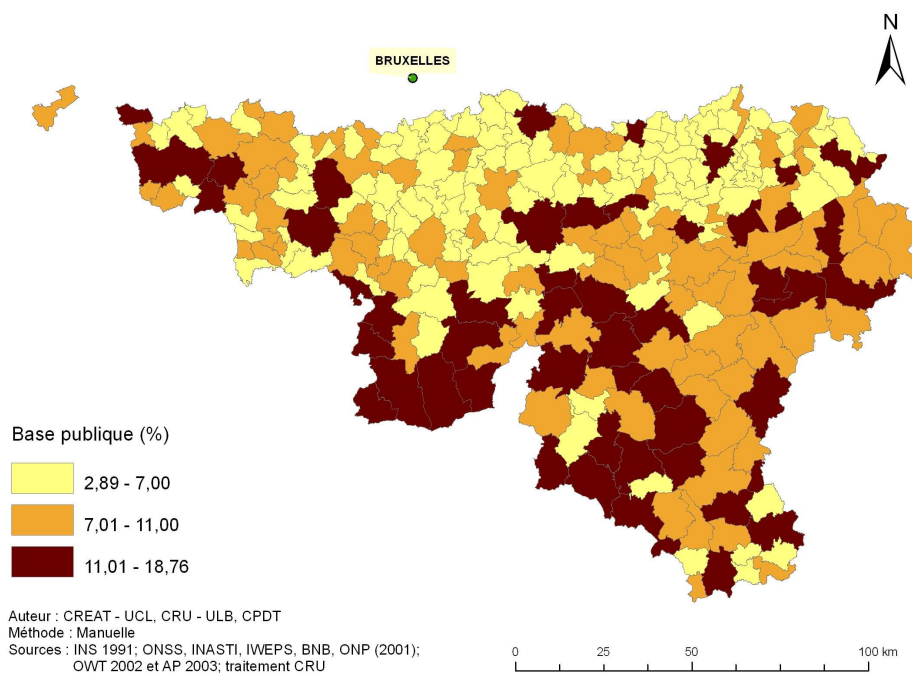 N
BRUXELLES
Base publique (%)
2,89 - 7,00
7,01 - 11,00
11,01 - 18,76
Auteur : CREAT - UCL, CRU - ULB, CPDT
Méthode : Manuelle
Sources : INS 1991; ONSS, INASTI, IWEPS, BNB, ONP (2001);
OWT 2002 et AP 2003; traitement CRU
0 25 50 100 km